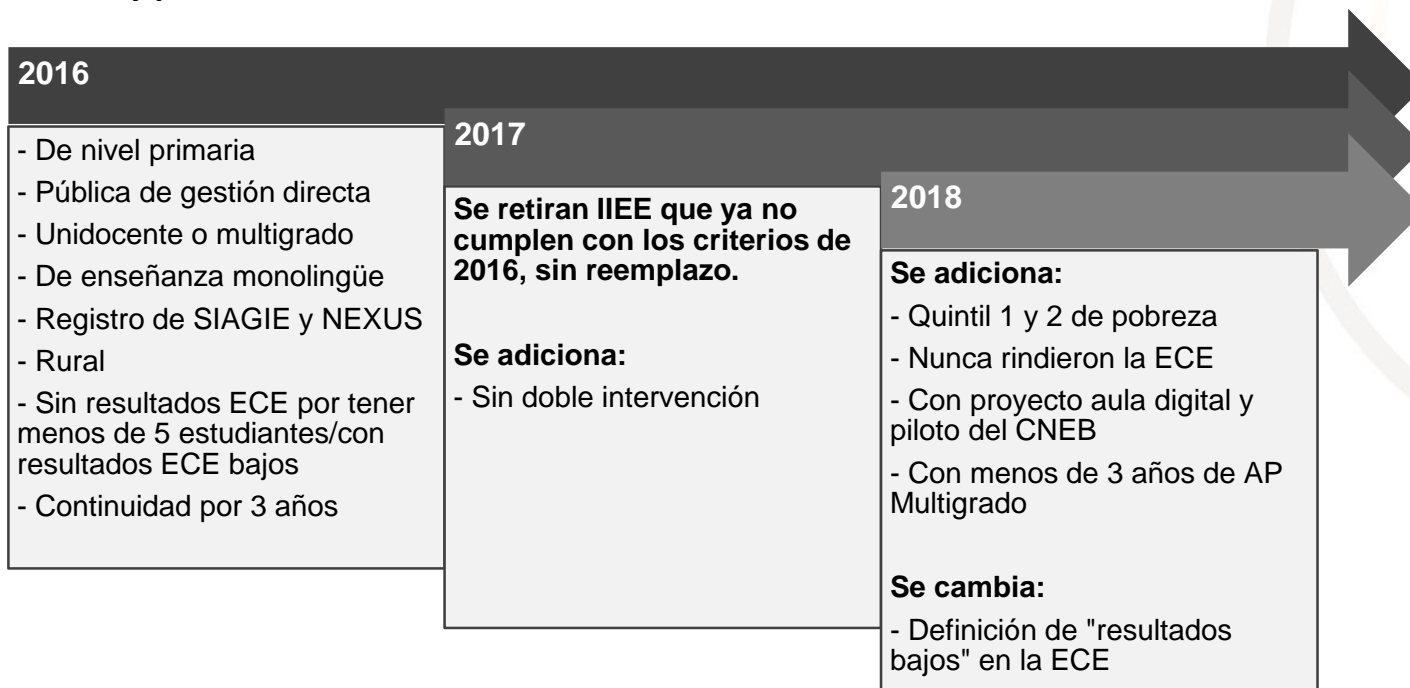 2016
- De nivel primaria
- Pública de gestión directa
- Unidocente o multigrado
- De enseñanza monolingüe
- Registro de SIAGIE y NEXUS
- Rural
- Sin resultados ECE por tener
menos de 5 estudiantes/con
resultados ECE bajos
- Continuidad por 3 años
2017
Se retiran IIEE que ya no
cumplen con los criterios de
2016, sin reemplazo.
Se adiciona:
- Sin doble intervención
2018
Se adiciona:
- Quintil 1 y 2 de pobreza
- Nunca rindieron la ECE
- Con proyecto aula digital y
piloto del CNEB
- Con menos de 3 años de AP
Multigrado
Se cambia:
- Definición de "resultados
bajos" en la ECE